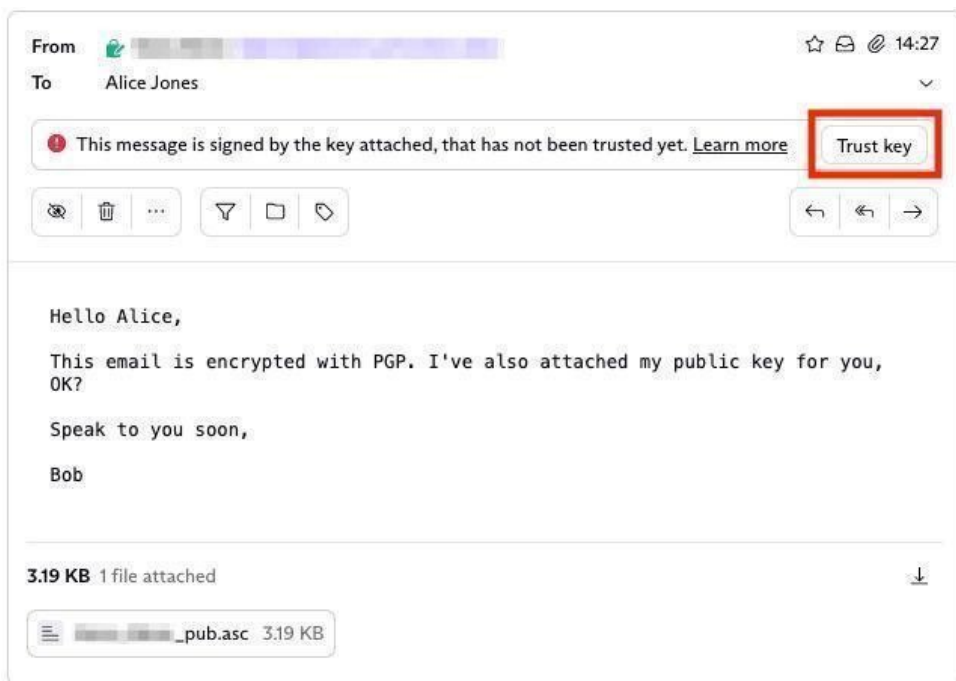 From
14:27
To Alice Jones
This message is signed by the key attached, that has not been trusted yet. Learn more
Trust key
Hello Alice,
This email is encrypted with PGP. I've also attached my public key for you,
OK?
Speak to you soon,
Bob
3.19 KB 1 file attached
_pub.asc 3.19 KB